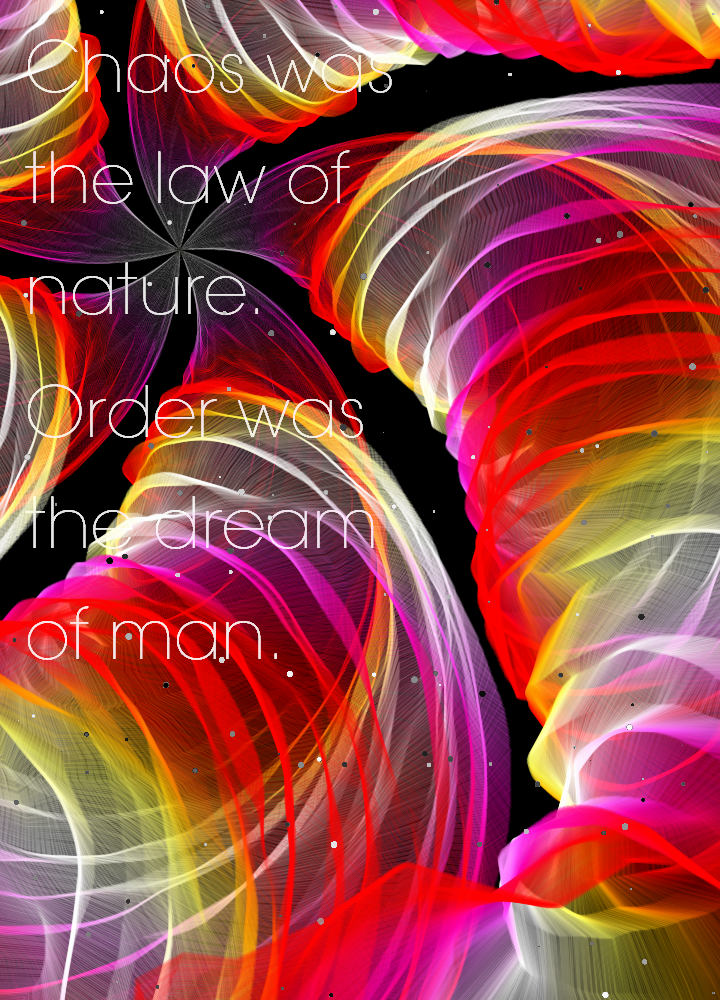 Chaos was
the law of
nature.
Order was
the dream
of man.